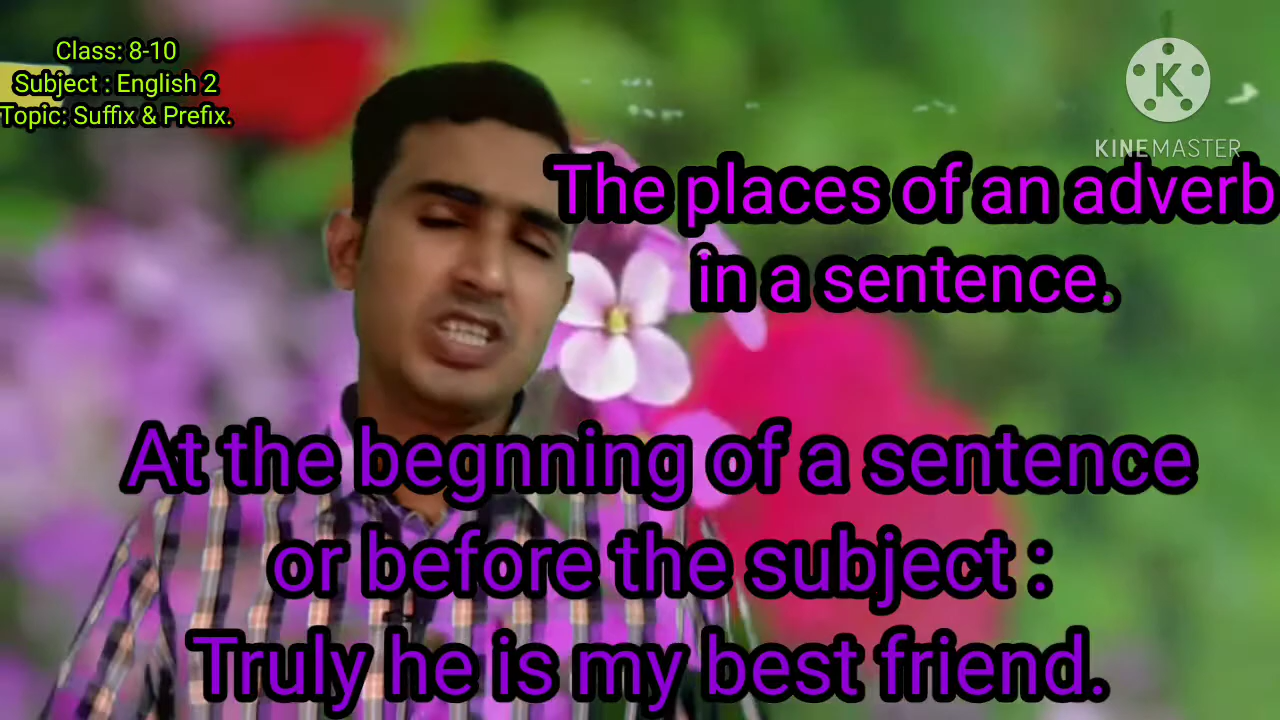 Class: 8-10
Subject : English 2
Topic: Suffix & Prefix.
KINEMASTER
The places of an adverb
in a sentence.
At the begnning of a sentence
or before the subject :
Truly he is my best friend.